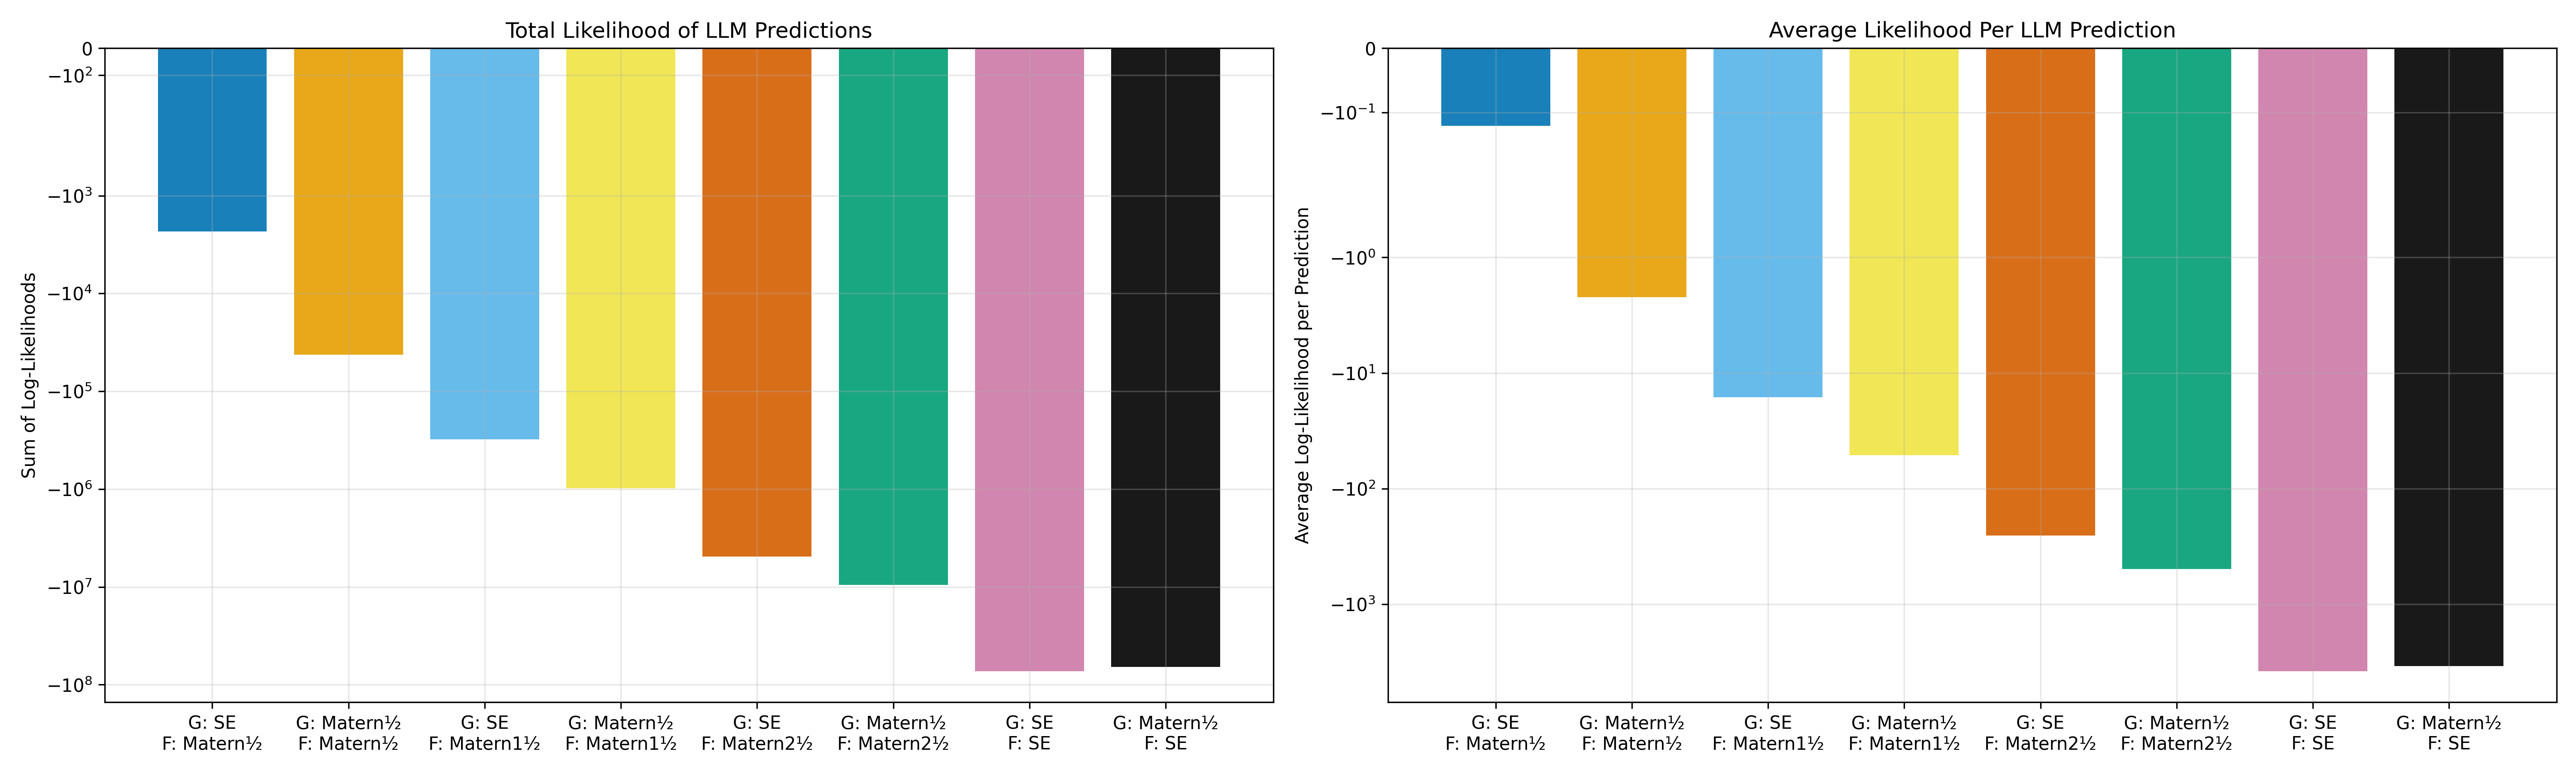 Total Likelihood of LLM Predictions
Sum of Log-Likelihoods
0
−10²
−10³
−10⁴
−10⁵
−10⁶
−10⁷
−10⁸
G: SE
F: Matern½
G: Matern½
F: Matern½
G: SE
F: Matern1½
G: Matern½
F: Matern1½
G: SE
F: Matern2½
G: Matern½
F: Matern2½
G: SE
F: SE
G: Matern½
F: SE
Average Likelihood Per LLM Prediction
Average Log-Likelihood per Prediction
0
−10⁻¹
−10⁰
−10¹
−10²
−10³
G: SE
F: Matern½
G: Matern½
F: Matern½
G: SE
F: Matern1½
G: Matern½
F: Matern1½
G: SE
F: Matern2½
G: Matern½
F: Matern2½
G: SE
F: SE
G: Matern½
F: SE